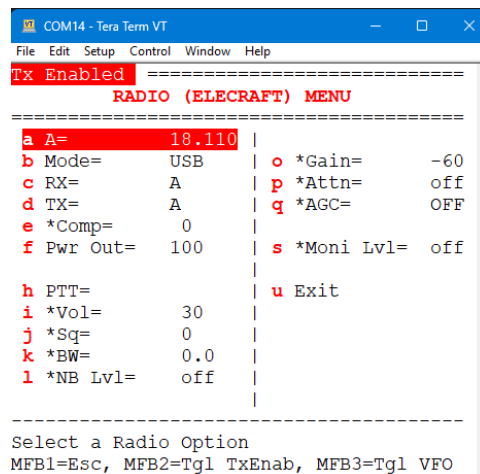 COM14 - Tera Term VT
File Edit Setup Control Window Help
Tx Enabled ===========================
RADIO (ELECRAFT) MENU
=======================================
a A= 18.110 |
b Mode= USB | o *Gain= -60
c RX= A | p *Attn= off
d TX= A | q *AGC= OFF
e *Comp= 0 |
f Pwr Out= 100 | s *Moni Lvl= off
|
h PTT= | u Exit
i *Vol= 30 |
j *Sq= 0 |
k *BW= 0.0 |
l *NB Lvl= off |
|
---------------------------------------
Select a Radio Option
MFB1=Esc, MFB2=Tgl TxEnab, MFB3=Tgl VFO